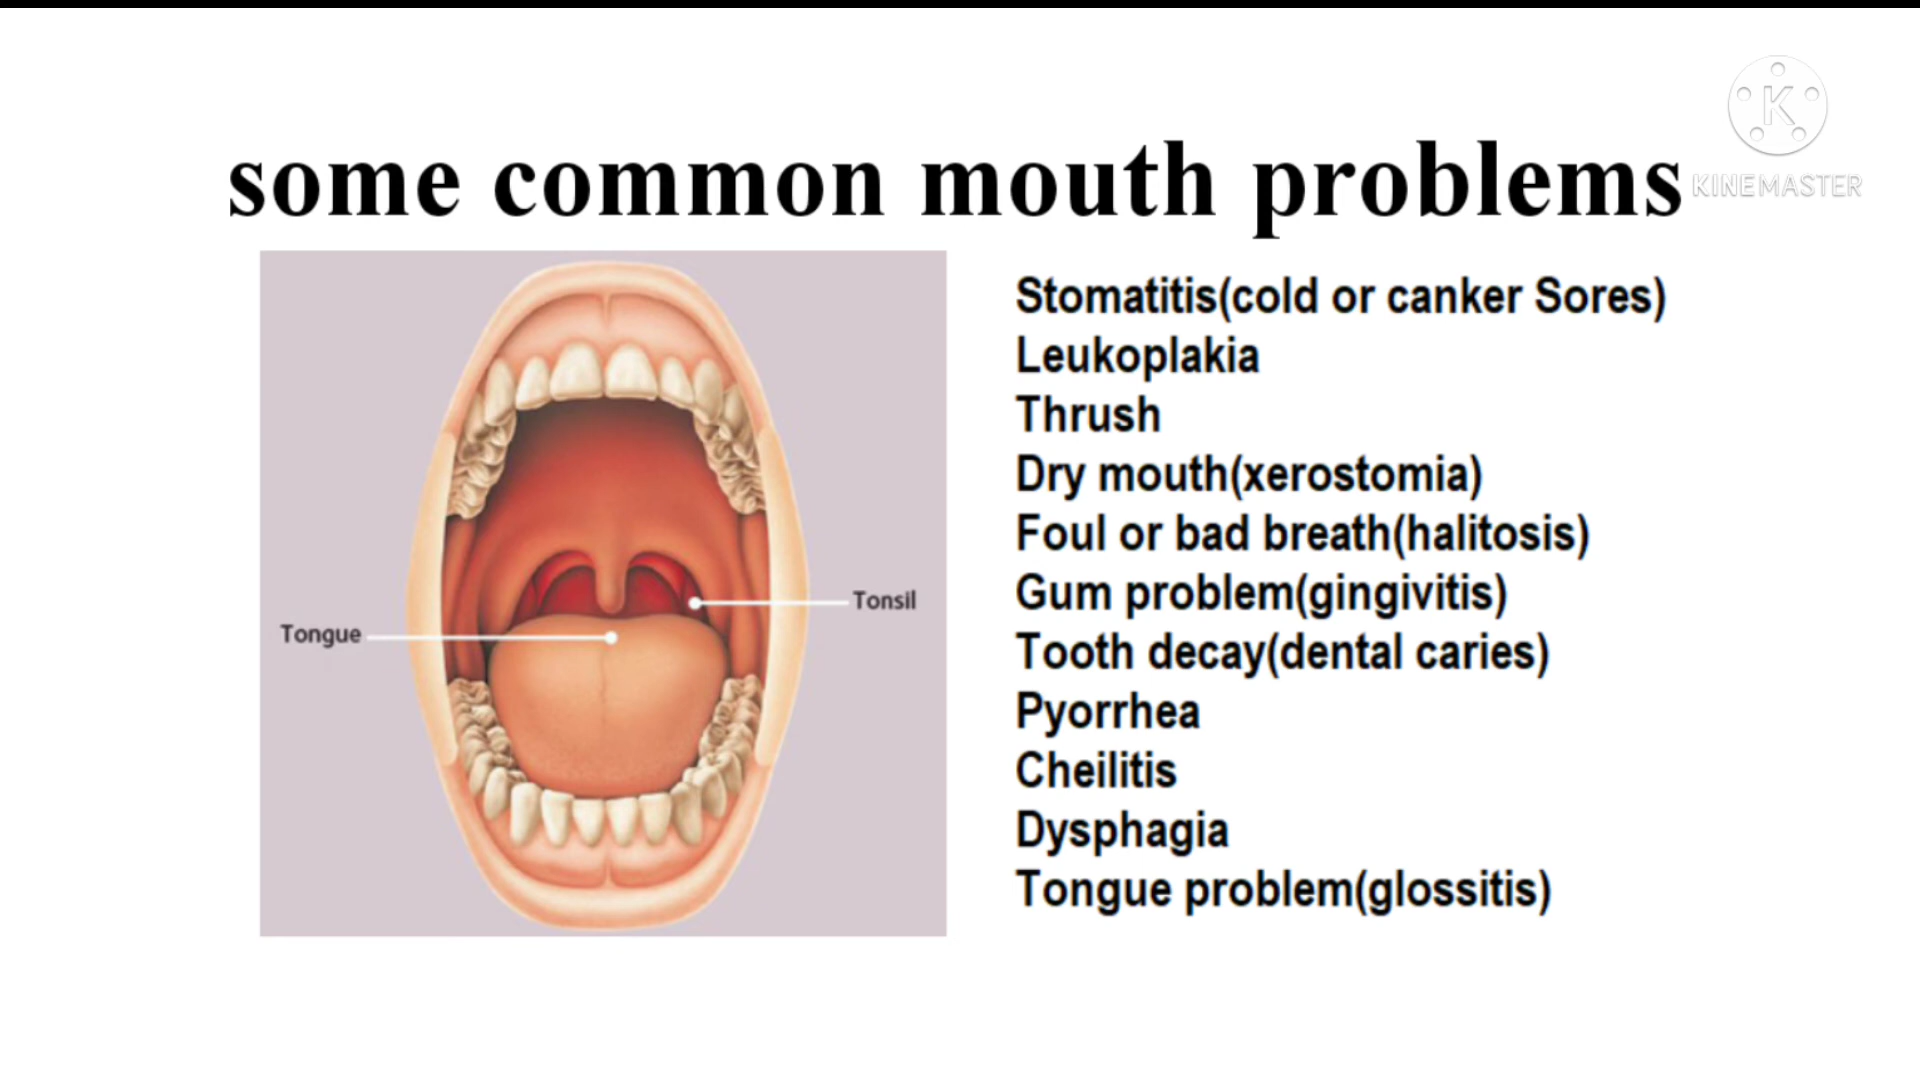 K
KINEMASTER
some common mouth problems
Tongue
Tonsil
Stomatitis(cold or canker Sores)
Leukoplakia
Thrush
Dry mouth(xerostomia)
Foul or bad breath(halitosis)
Gum problem(gingivitis)
Tooth decay(dental caries)
Pyorrhea
Cheilitis
Dysphagia
Tongue problem(glossitis)